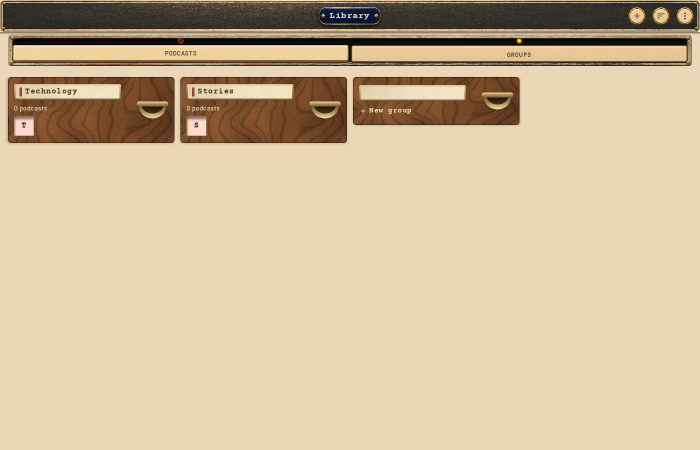 Library
PODCASTS
GROUPS
Technology
0 podcasts
T
Stories
0 podcasts
S
+ New group